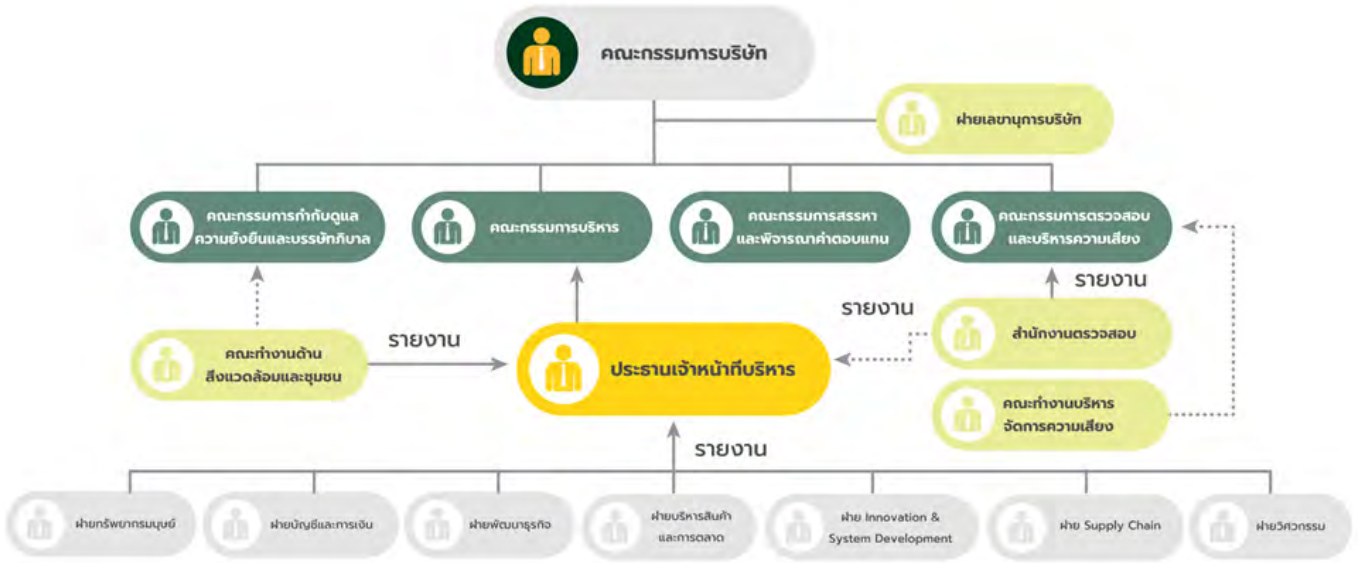 คณะกรรมการบริษัท
ฝ่ายเลขานุการบริษัท
คณะกรรมการกำกับดูแล
ความยั่งยืนและบรรษัทภิบาล
คณะกรรมการบริหาร
คณะกรรมการสรรหา
และพิจารณาค่าตอบแทน
คณะกรรมการตรวจสอบ
และบริหารความเสี่ยง
รายงาน
รายงาน
สำนักงานตรวจสอบ
รายงาน
คณะทำงานด้าน
สิ่งแวดล้อมและชุมชน
ประธานเจ้าหน้าที่บริหาร
คณะทำงานบริหาร
จัดการความเสี่ยง
รายงาน
ฝ่ายทรัพยากรมนุษย์
ฝ่ายบัญชีและการเงิน
ฝ่ายพัฒนาธุรกิจ
ฝ่ายบริหารสินค้า
และการตลาด
ฝ่าย Innovation &
System Development
ฝ่าย Supply Chain
ฝ่ายวิศวกรรม